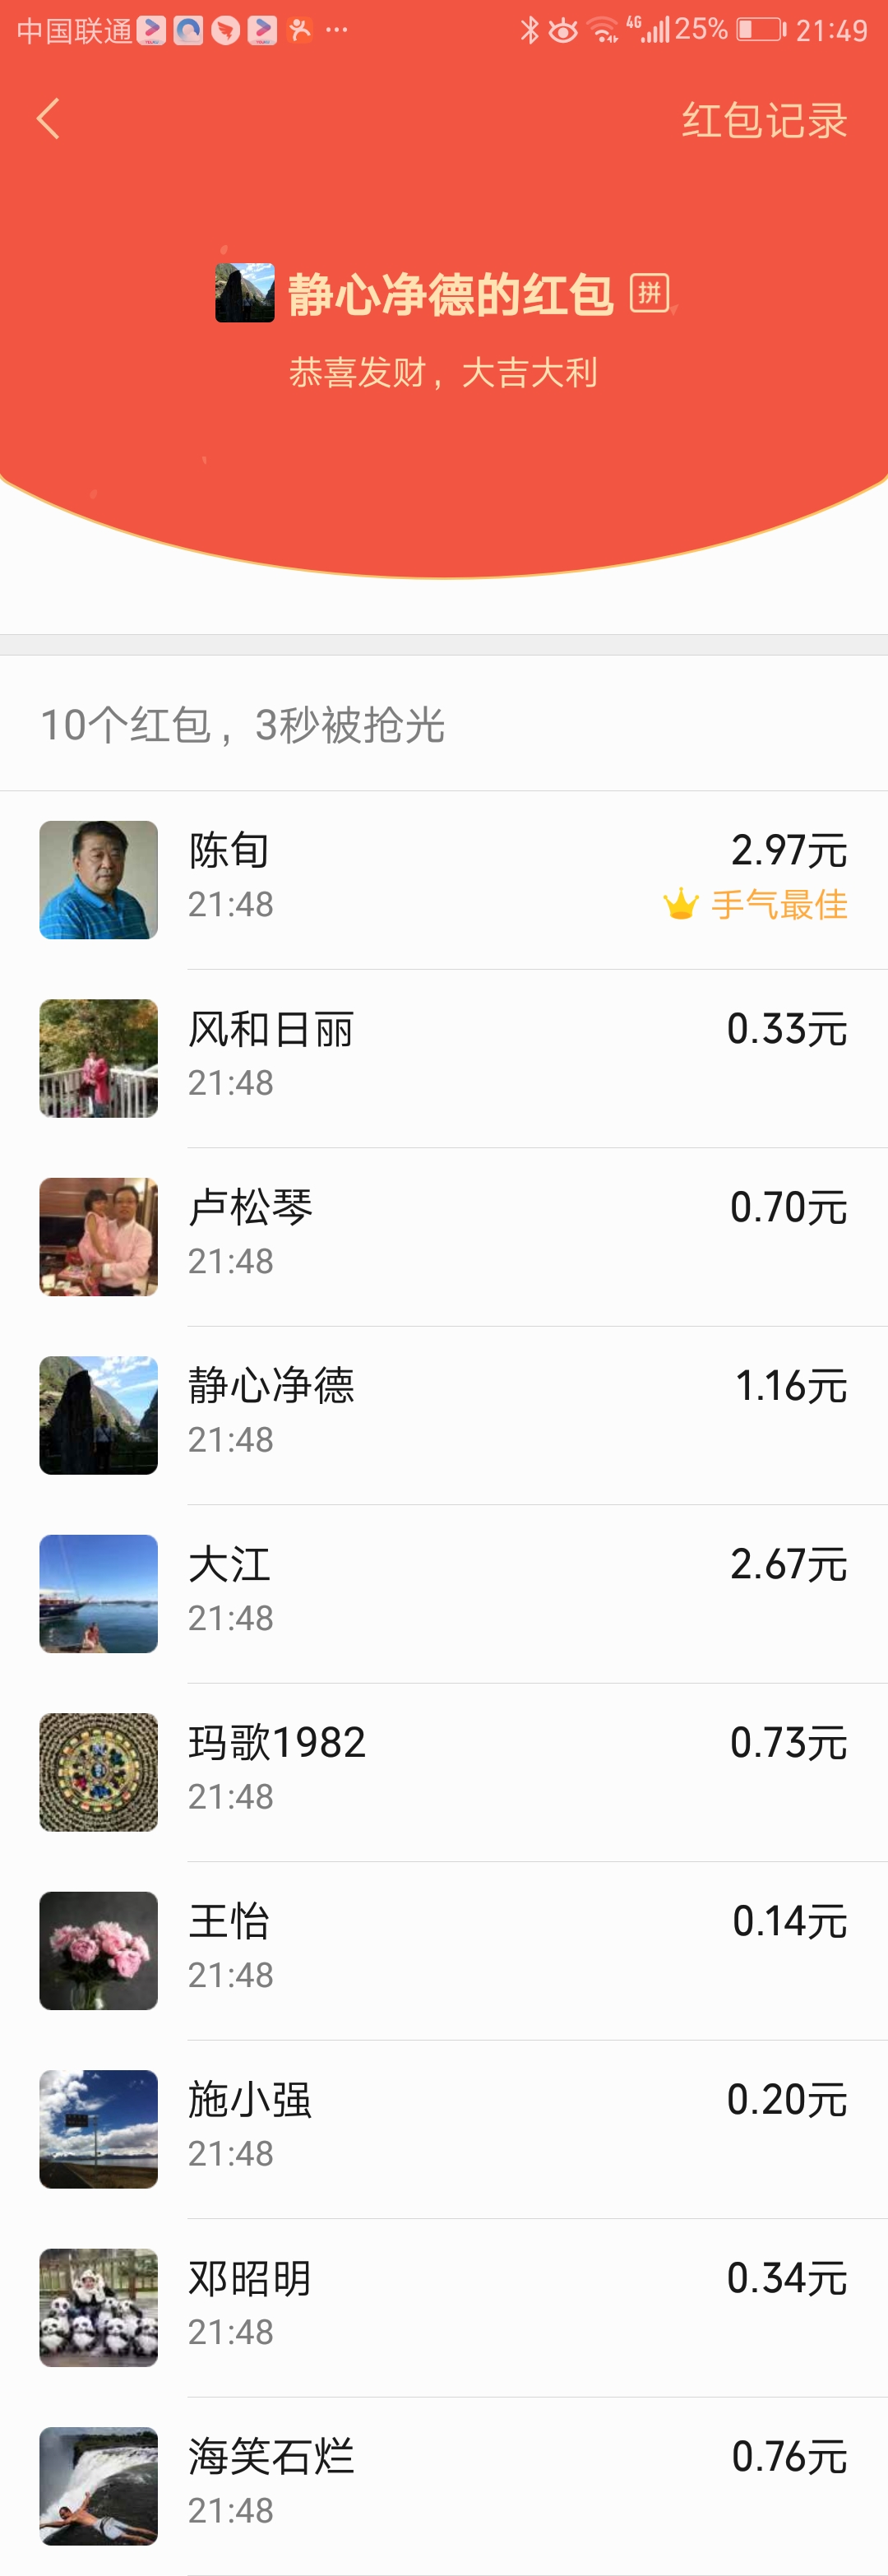 中国联通 4G 25% 21:49
红包记录
静心净德的红包 拼
恭喜发财，大吉大利
10个红包，3秒被抢光
陈旬 2.97元
21:48 手气最佳
风和日丽 0.33元
21:48
卢松琴 0.70元
21:48
静心净德 1.16元
21:48
大江 2.67元
21:48
玛歌1982 0.73元
21:48
王怡 0.14元
21:48
施小强 0.20元
21:48
邓昭明 0.34元
21:48
海笑石烂 0.76元
21:48